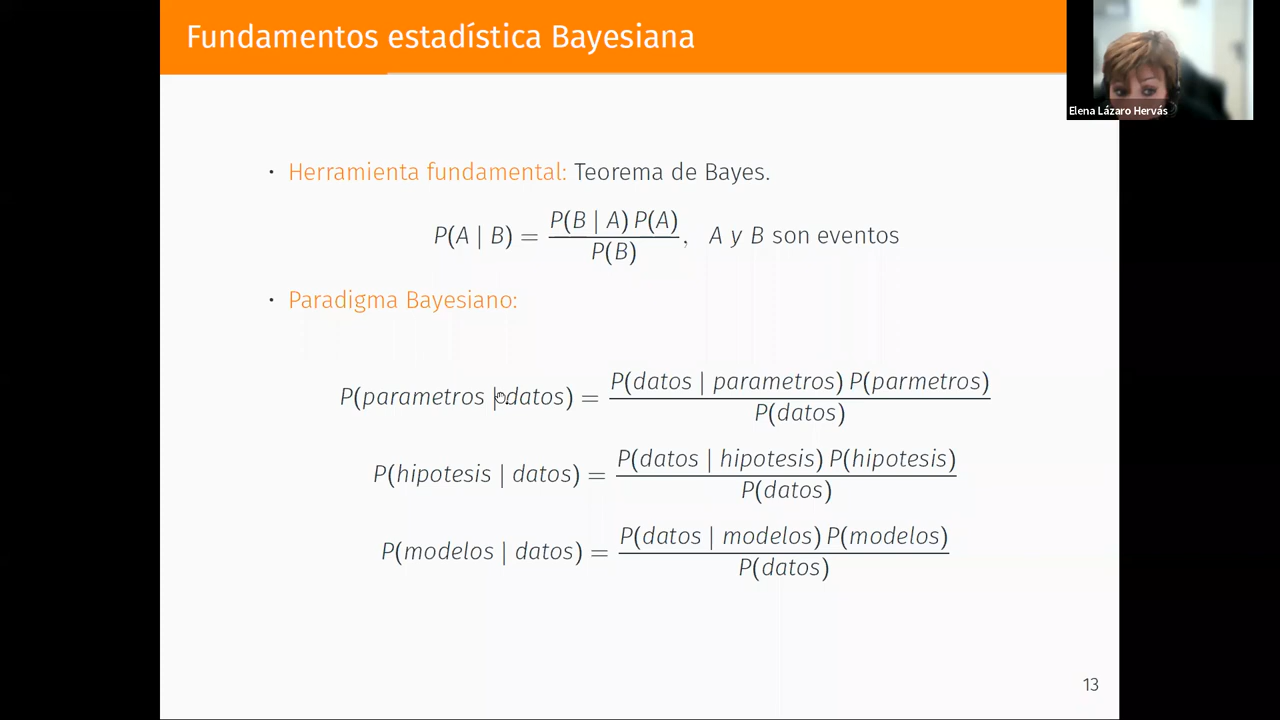 Fundamentos estadística Bayesiana
Elena Lázaro Hervás
· Herramienta fundamental: Teorema de Bayes.
P(A | B) = P(B | A) P(A) / P(B), A y B son eventos
· Paradigma Bayesiano:
P(parametros | datos) = P(datos | parametros) P(parmetros) / P(datos)
P(hipotesis | datos) = P(datos | hipotesis) P(hipotesis) / P(datos)
P(modelos | datos) = P(datos | modelos) P(modelos) / P(datos)
13